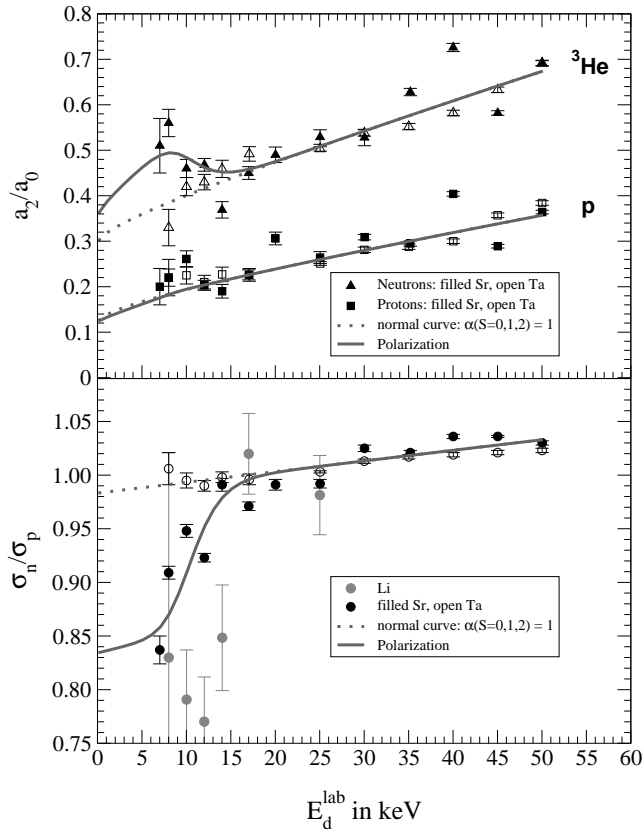 0.7
0.6
0.5
0.4
0.3
0.2
0.1
0
a₂/a₀
³He
p
Neutrons: filled Sr, open Ta
Protons: filled Sr, open Ta
normal curve: α(S=0,1,2) = 1
Polarization
1.05
1.00
0.95
0.90
0.85
0.80
0.75
σₙ/σₚ
Li
filled Sr, open Ta
normal curve: α(S=0,1,2) = 1
Polarization
0 5 10 15 20 25 30 35 40 45 50 55 60
E_d^lab in keV